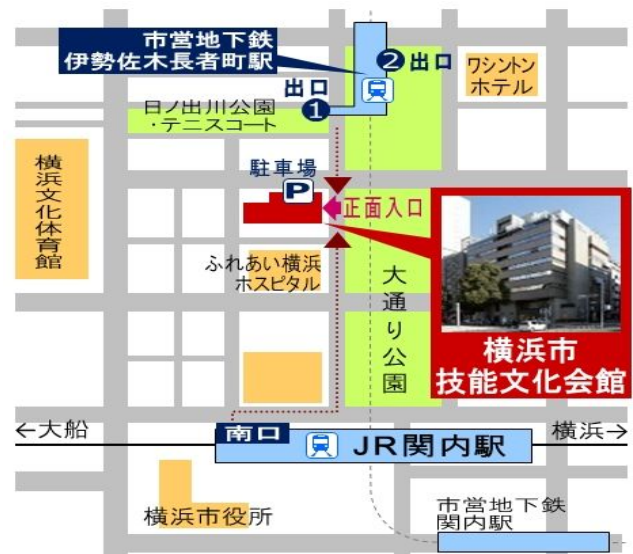 市営地下鉄
伊勢佐木長者町駅
❷出口
ワシントン
ホテル
出口
❶
日ノ出川公園
・テニスコート
横浜文化体育館
駐車場
P
正面入口
ふれあい横浜
ホスピタル
大通り公園
横浜市
技能文化会館
←大船
南口
JR関内駅
横浜→
横浜市役所
市営地下鉄
関内駅